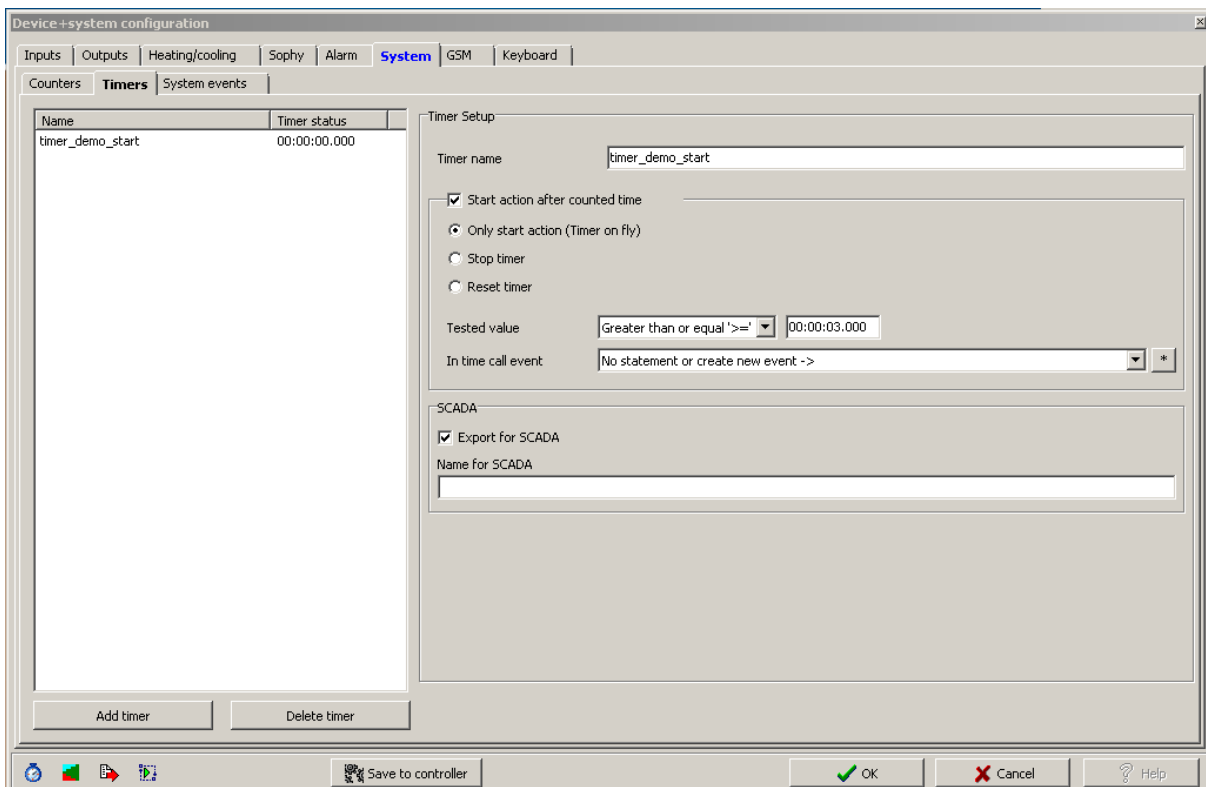 Device+system configuration
Inputs Outputs Heating/cooling Sophy Alarm System GSM Keyboard
Counters Timers System events
Name Timer status
timer_demo_start 00:00:00.000
Timer Setup
Timer name timer_demo_start
Start action after counted time
Only start action (Timer on fly)
Stop timer
Reset timer
Tested value Greater than or equal '>=' 00:00:03.000
In time call event No statement or create new event -> *
SCADA
Export for SCADA
Name for SCADA
Add timer Delete timer
Save to controller OK Cancel Help